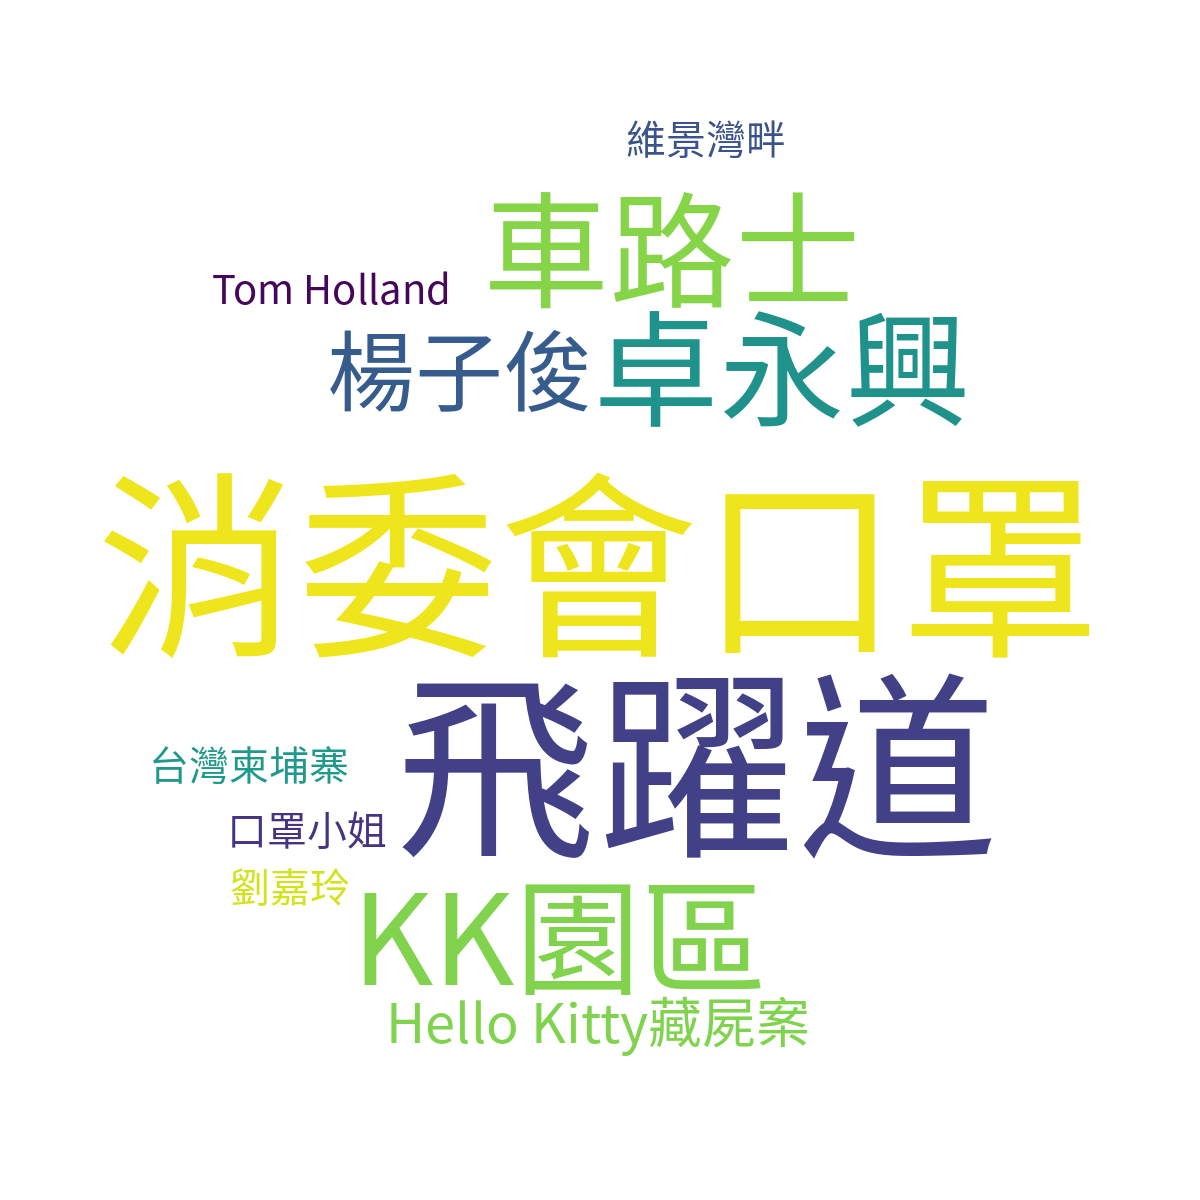 維景灣畔
車路士
Tom Holland
楊子俊
卓永興
消委會口罩
飛躍道
台灣柬埔寨
口罩小姐
劉嘉玲
KK園區
Hello Kitty藏屍案